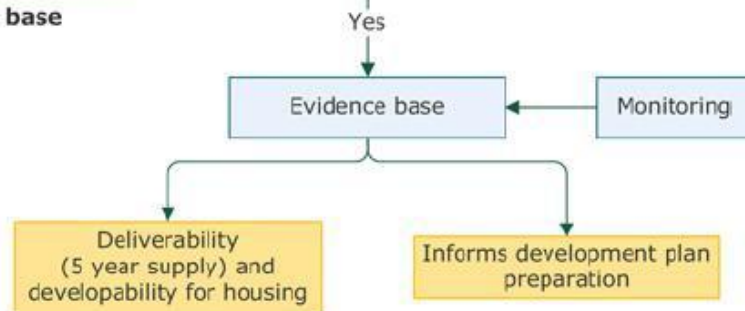 base
Yes
Evidence base
Monitoring
Deliverability
(5 year supply) and
developability for housing
Informs development plan
preparation